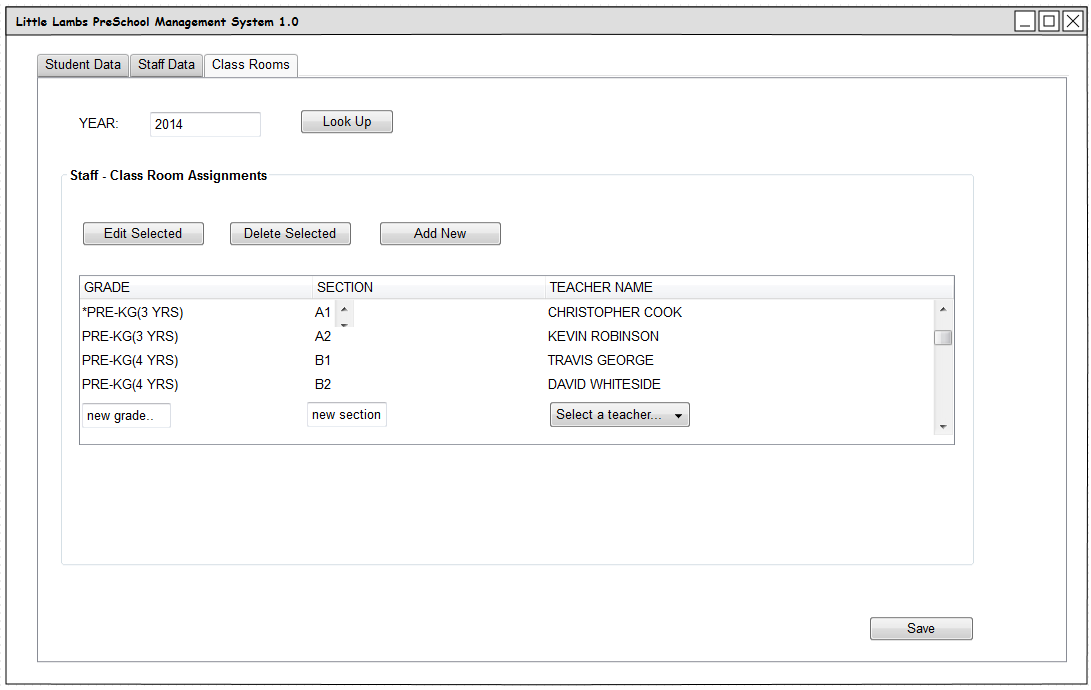 Little Lambs PreSchool Management System 1.0
Student Data Staff Data Class Rooms
YEAR: 2014 Look Up
Staff - Class Room Assignments
Edit Selected Delete Selected Add New
GRADE SECTION TEACHER NAME
*PRE-KG(3 YRS) A1 CHRISTOPHER COOK
PRE-KG(3 YRS) A2 KEVIN ROBINSON
PRE-KG(4 YRS) B1 TRAVIS GEORGE
PRE-KG(4 YRS) B2 DAVID WHITESIDE
new grade.. new section Select a teacher...
Save